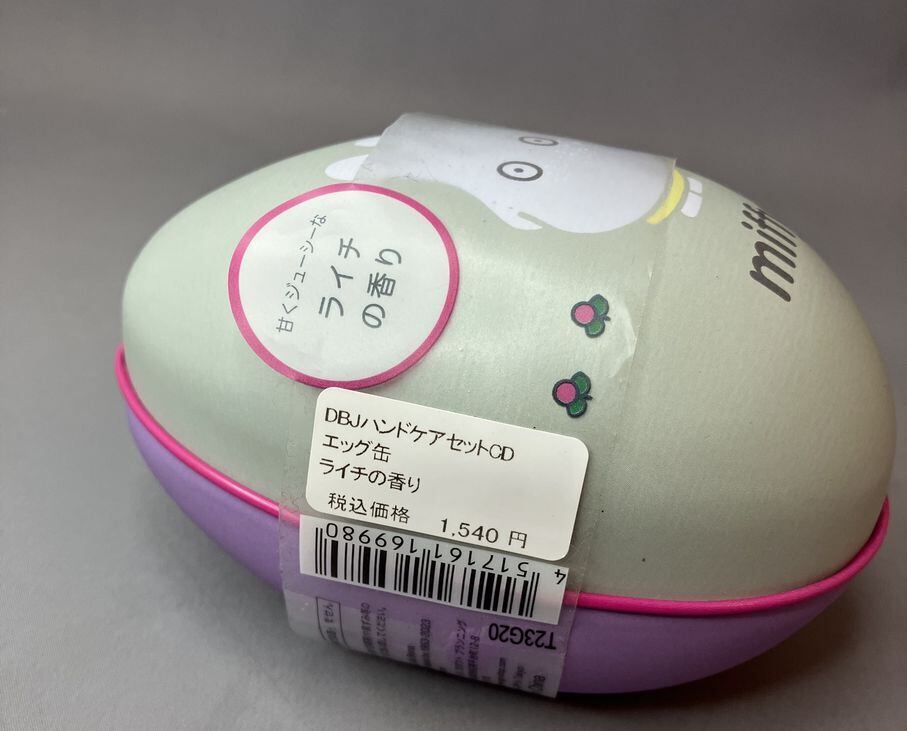 甘くジューシーな
ライチ
の香り
miff
DBJハンドケアセットCD
エッグ缶
ライチの香り
税込価格 1,540 円
4 517161 169980
T23G20